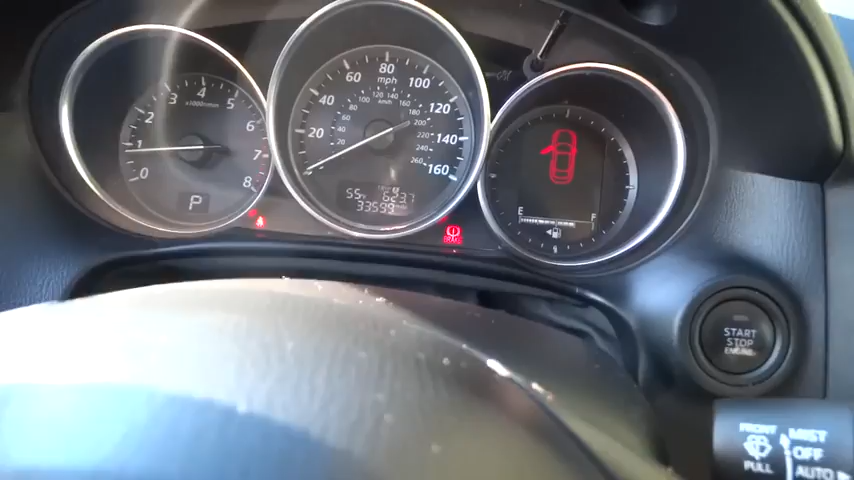 0 1 2 3 4 5 6 7 8
x1000r/min
P
20 40 60 80 100 120 140 160
mph
km/h
20 40 60 80 100 120 140 160 180 200 220 240 260
E F
BRAKE
START
STOP
ENGINE
FRONT
PULL
MIST
OFF
AUTO